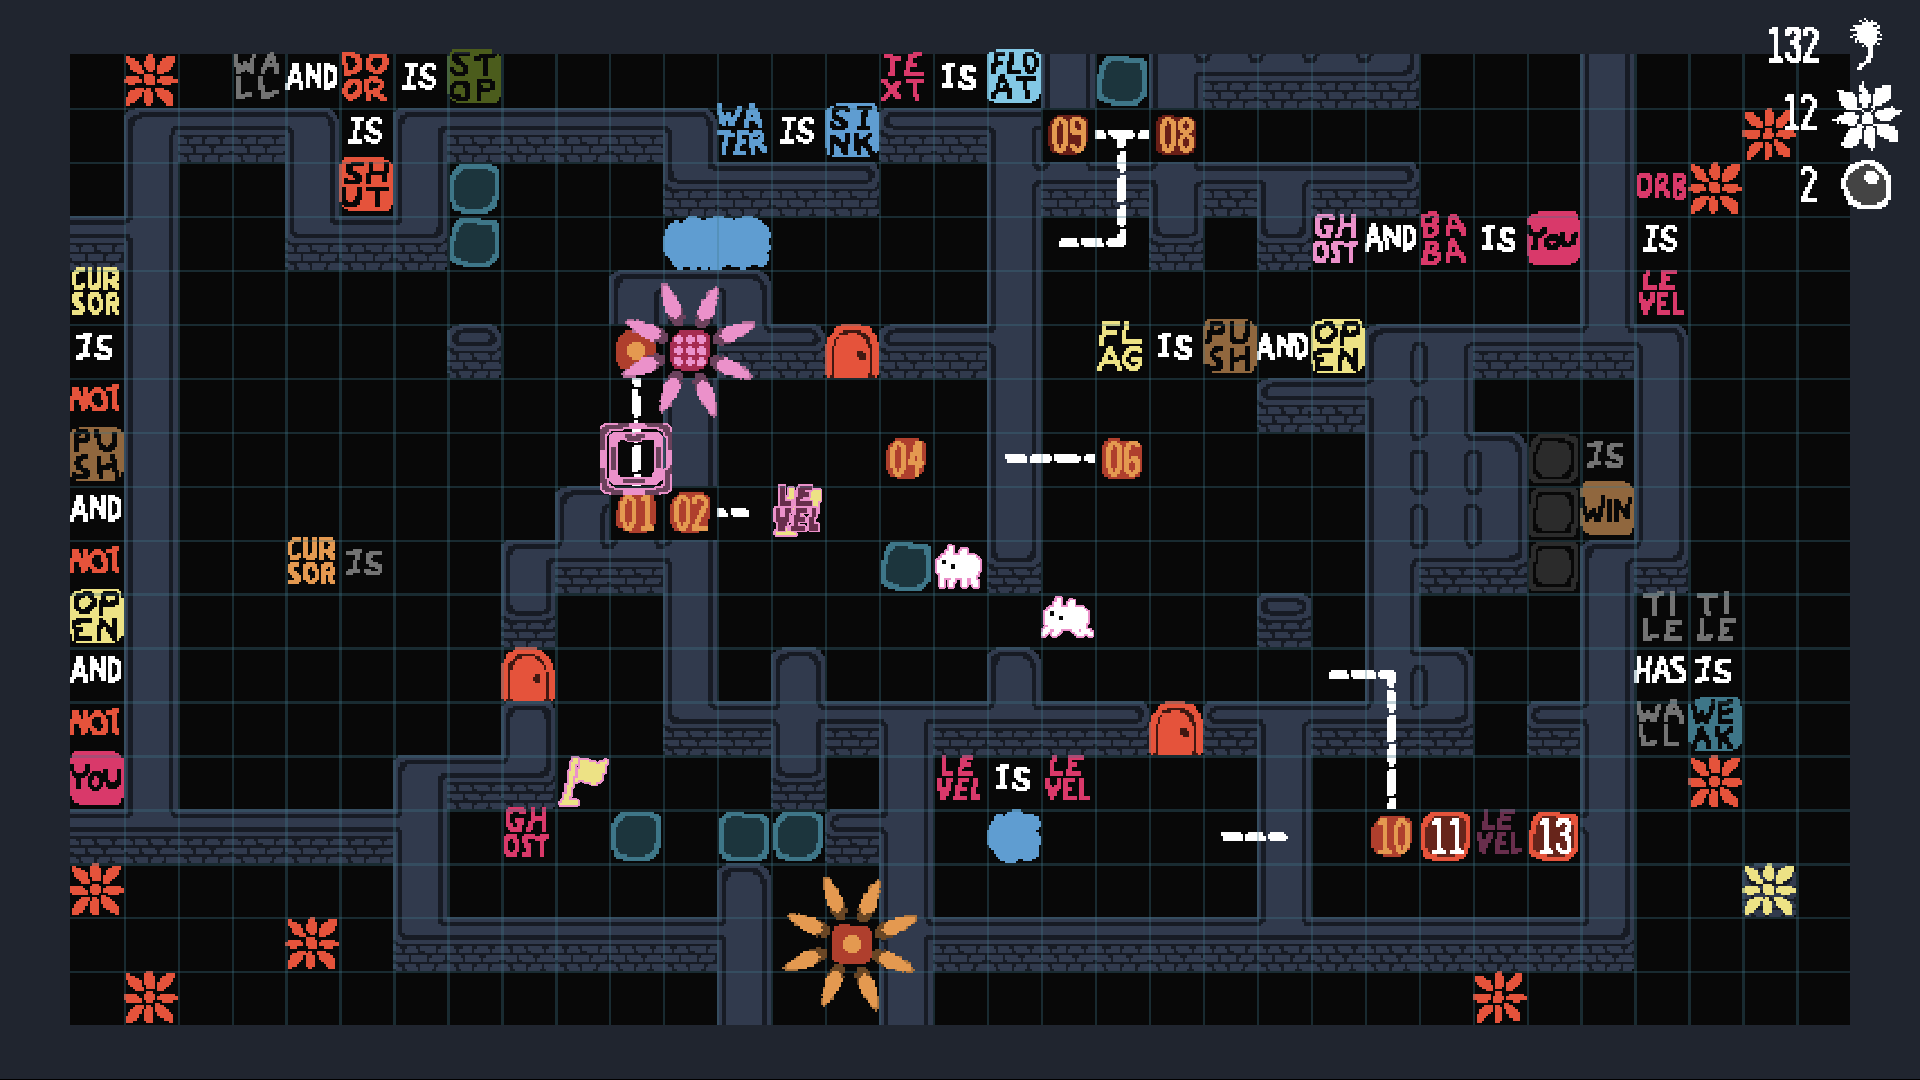 132
WALL AND DOOR IS STOP
TEXT IS FLOAT
12
IS
WATER IS SINK
09 08
SHUT
ORB
2
GHOST AND BABA IS YOU
IS
CURSOR
LEVEL
IS
FLAG IS PUSH AND OPEN
NOT
PUSH
04
06
IS
AND
01 02
LEVEL
WIN
NOT
CURSOR IS
OPEN
TILE TILE
AND
HAS IS
NOT
WALL WEAK
YOU
LEVEL IS LEVEL
GHOST
10 11 LEVEL 13